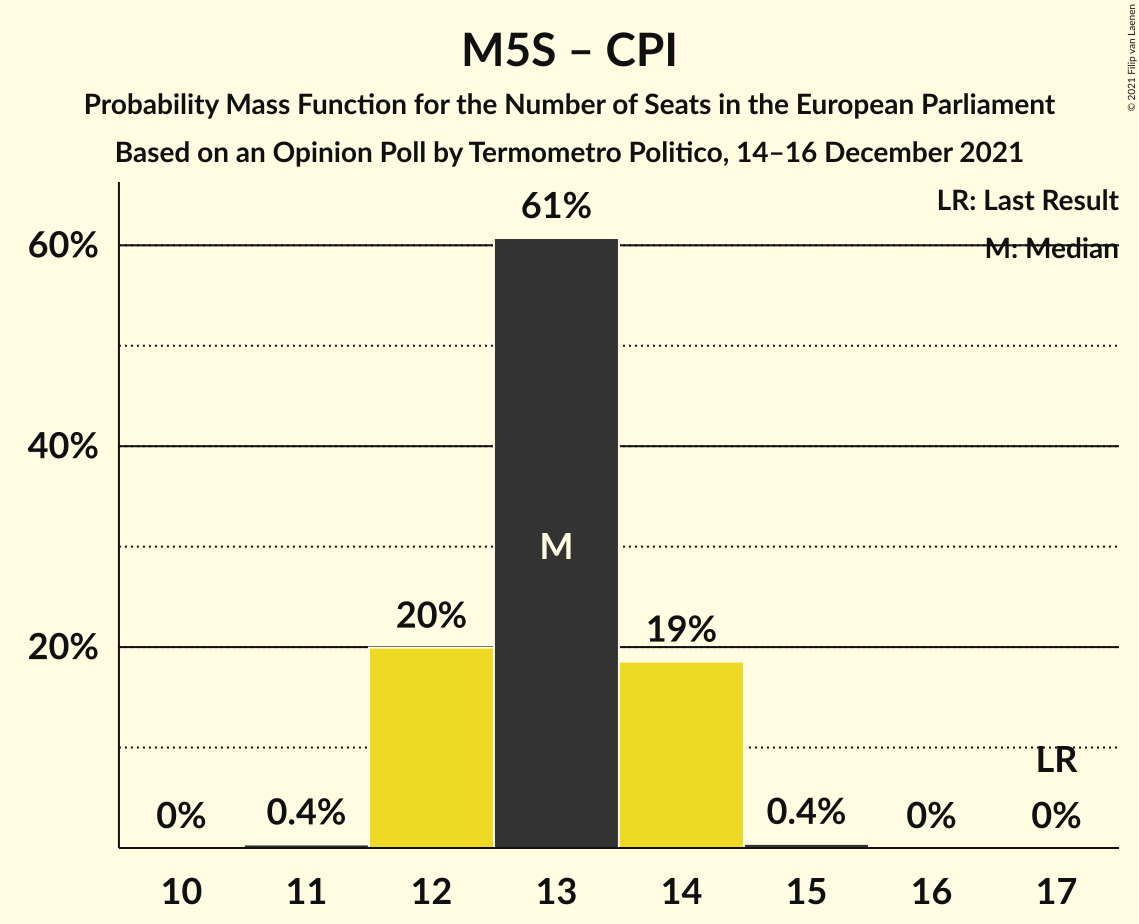 M5S – CPI
Probability Mass Function for the Number of Seats in the European Parliament
Based on an Opinion Poll by Termometro Politico, 14–16 December 2021
© 2021 Filip van Laenen
LR: Last Result
M: Median
60%
40%
20%
0%
0.4%
20%
61%
M
19%
0.4%
0%
LR
0%
10 11 12 13 14 15 16 17